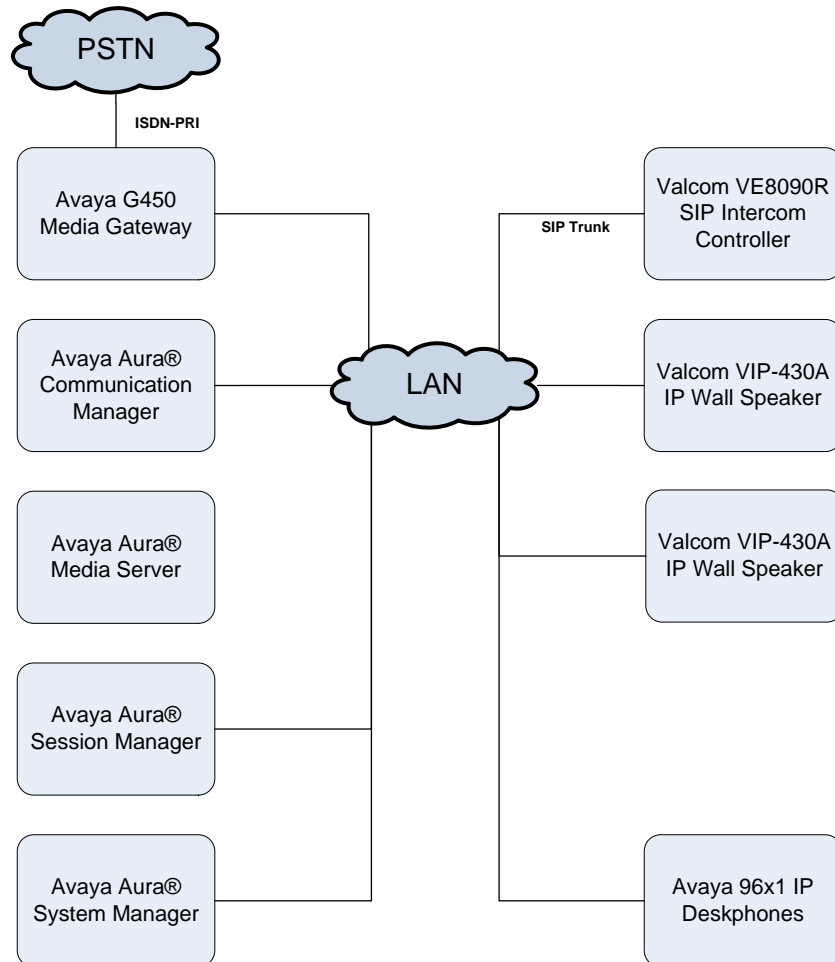 PSTN
ISDN-PRI
Avaya G450
Media Gateway
Valcom VE8090R
SIP Intercom
Controller
SIP Trunk
Avaya Aura®
Communication
Manager
LAN
Valcom VIP-430A
IP Wall Speaker
Avaya Aura®
Media Server
Valcom VIP-430A
IP Wall Speaker
Avaya Aura®
Session Manager
Avaya Aura®
System Manager
Avaya 96x1 IP
Deskphones